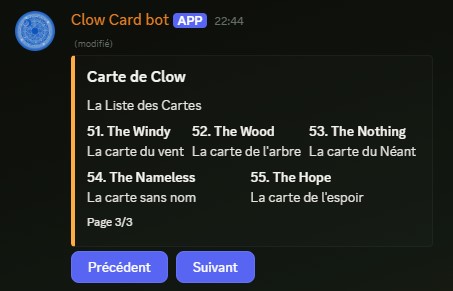 Clow Card bot APP 22:44
(modifié)
Carte de Clow
La Liste des Cartes
51. The Windy 52. The Wood 53. The Nothing
La carte du vent La carte de l'arbre La carte du Néant
54. The Nameless 55. The Hope
La carte sans nom La carte de l'espoir
Page 3/3
Précédent Suivant